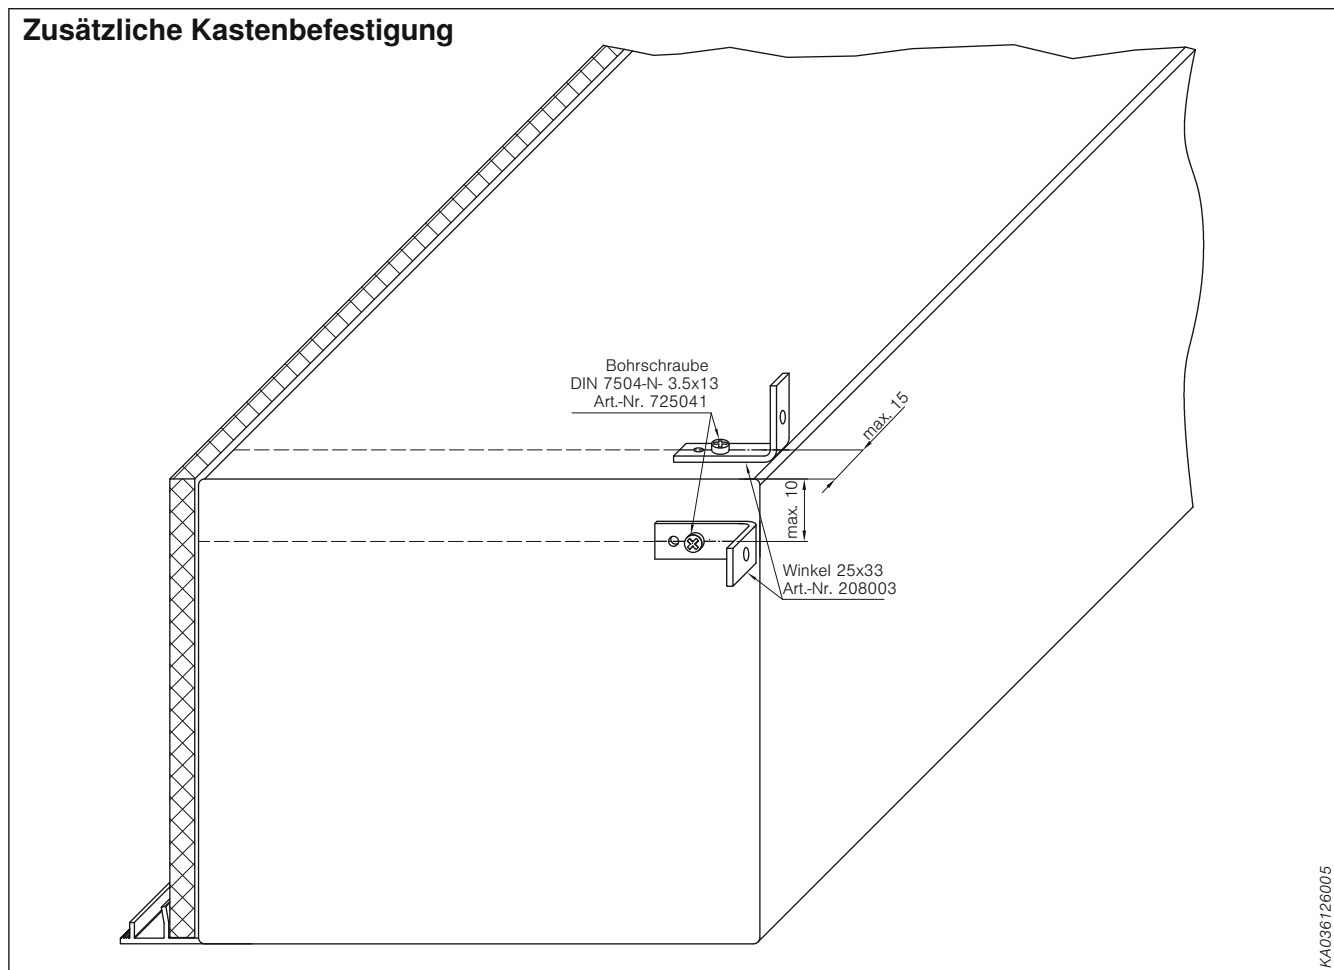 Zusätzliche Kastenbefestigung
Bohrschraube
DIN 7504-N- 3.5x13
Art.-Nr. 725041
max. 15
max. 10
Winkel 25x33
Art.-Nr. 208003
KA036126005